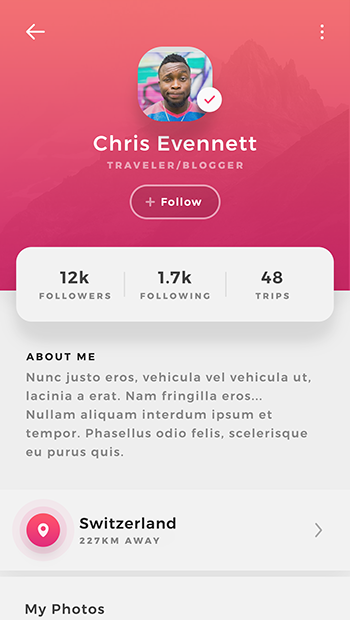 Chris Evennett
TRAVELER/BLOGGER
+ Follow
12k 1.7k 48
FOLLOWERS FOLLOWING TRIPS
ABOUT ME
Nunc justo eros, vehicula vel vehicula ut,
lacinia a erat. Nam fringilla eros...
Nullam aliquam interdum ipsum et
tempor. Phasellus odio felis, scelerisque
eu purus quis.
Switzerland
227KM AWAY
My Photos